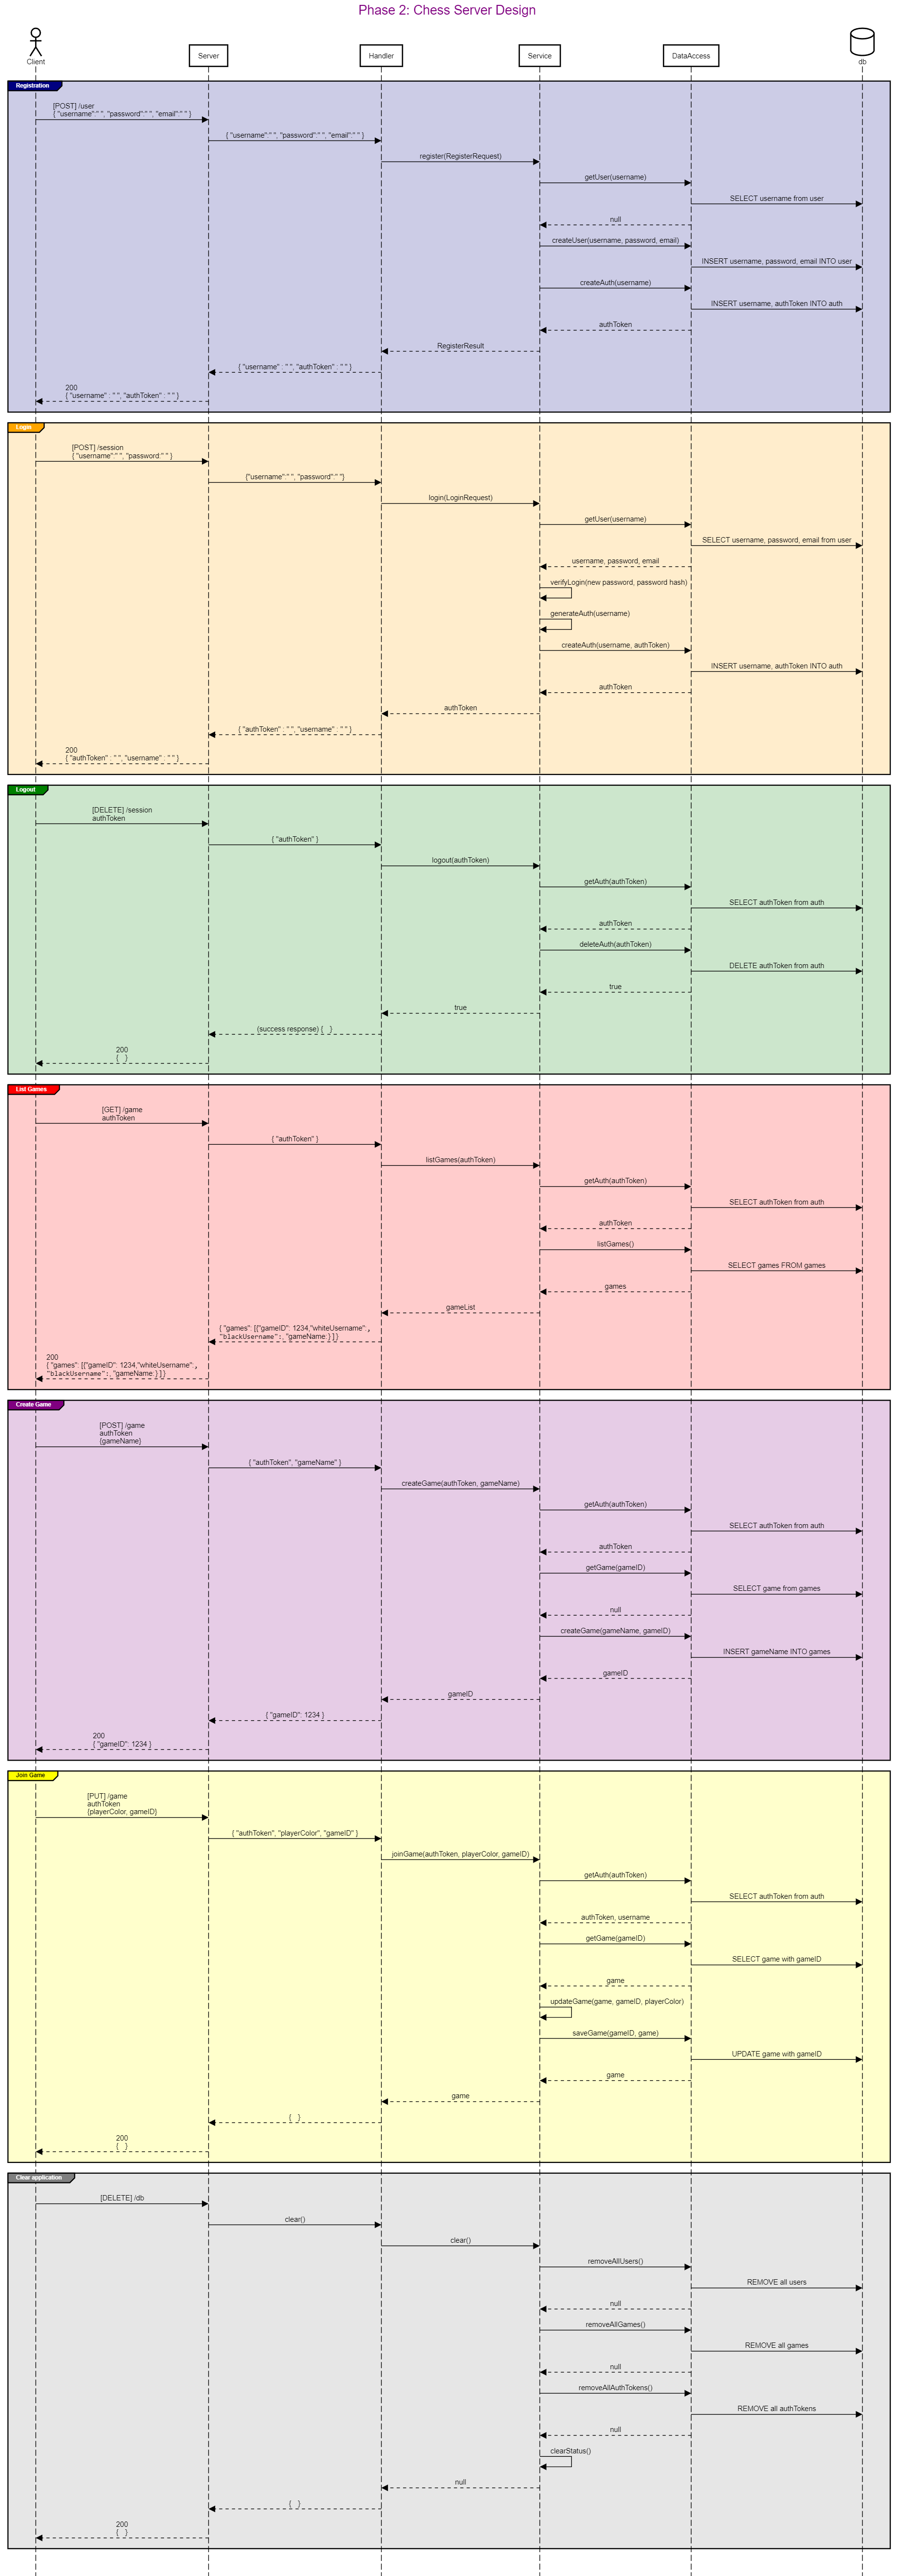 Phase 2: Chess Server Design
Client
Server
Handler
Service
DataAccess
db
Registration
[POST] /user
{ "username":" ", "password":" ", "email":" " }
{ "username":" ", "password":" ", "email":" " }
register(RegisterRequest)
getUser(username)
SELECT username from user
null
createUser(username, password, email)
INSERT username, password, email INTO user
createAuth(username)
INSERT username, authToken INTO auth
authToken
RegisterResult
{ "username" : " ", "authToken" : " " }
200
{ "username" : " ", "authToken" : " " }
Login
[POST] /session
{ "username":" ", "password:" " }
{"username":" ", "password":" "}
login(LoginRequest)
getUser(username)
SELECT username, password, email from user
username, password, email
verifyLogin(new password, password hash)
generateAuth(username)
createAuth(username, authToken)
INSERT username, authToken INTO auth
authToken
authToken
{ "authToken" : " ", "username" : " " }
200
{ "authToken" : " ", "username" : " " }
Logout
[DELETE] /session
authToken
{ "authToken" }
logout(authToken)
getAuth(authToken)
SELECT authToken from auth
authToken
deleteAuth(authToken)
DELETE authToken from auth
true
true
(success response) {   }
200
{   }
List Games
[GET] /game
authToken
{ "authToken" }
listGames(authToken)
getAuth(authToken)
SELECT authToken from auth
authToken
listGames()
SELECT games FROM games
games
gameList
{ "games": [{"gameID": 1234,"whiteUsername":,
"blackUsername":, "gameName:} ] }
200
{ "games": [{"gameID": 1234,"whiteUsername":,
"blackUsername":, "gameName:} ] }
Create Game
[POST] /game
authToken
{gameName}
{ "authToken", "gameName" }
createGame(authToken, gameName)
getAuth(authToken)
SELECT authToken from auth
authToken
getGame(gameID)
SELECT game from games
null
createGame(gameName, gameID)
INSERT gameName INTO games
gameID
gameID
{ "gameID": 1234 }
200
{ "gameID": 1234 }
Join Game
[PUT] /game
authToken
{playerColor, gameID}
{ "authToken", "playerColor", "gameID" }
joinGame(authToken, playerColor, gameID)
getAuth(authToken)
SELECT authToken from auth
authToken, username
getGame(gameID)
SELECT game with gameID
game
updateGame(game, gameID, playerColor)
saveGame(gameID, game)
UPDATE game with gameID
game
game
{   }
200
{   }
Clear application
[DELETE] /db
clear()
clear()
removeAllUsers()
REMOVE all users
null
removeAllGames()
REMOVE all games
null
removeAllAuthTokens()
REMOVE all authTokens
null
clearStatus()
null
{   }
200
{   }